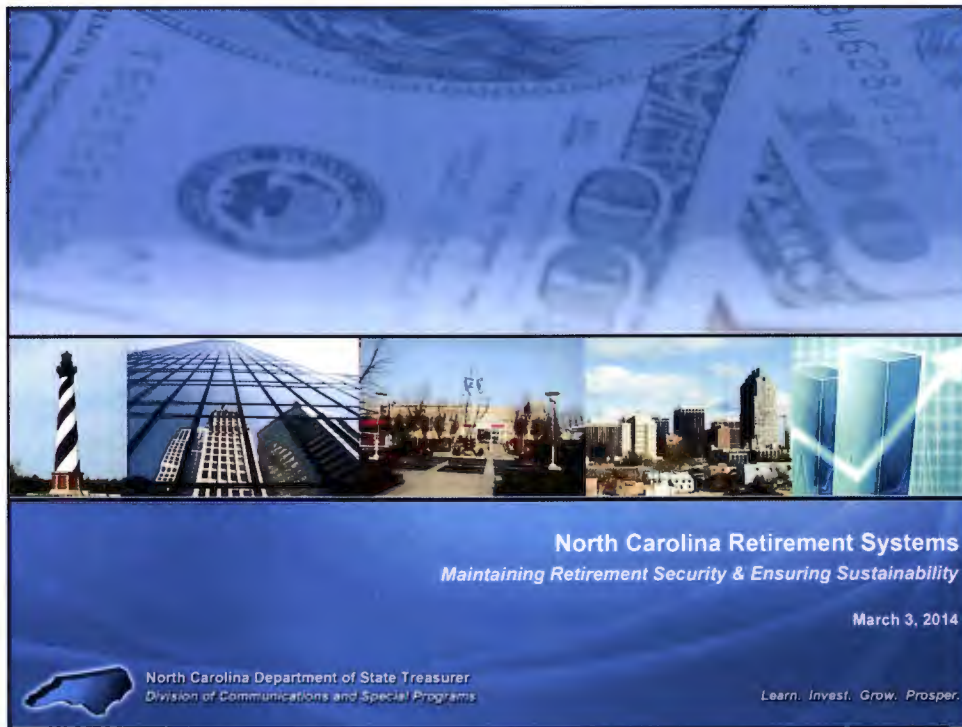 North Carolina Retirement Systems
Maintaining Retirement Security & Ensuring Sustainability
March 3, 2014
North Carolina Department of State Treasurer
Division of Communications and Special Programs
Learn. Invest. Grow. Prosper.